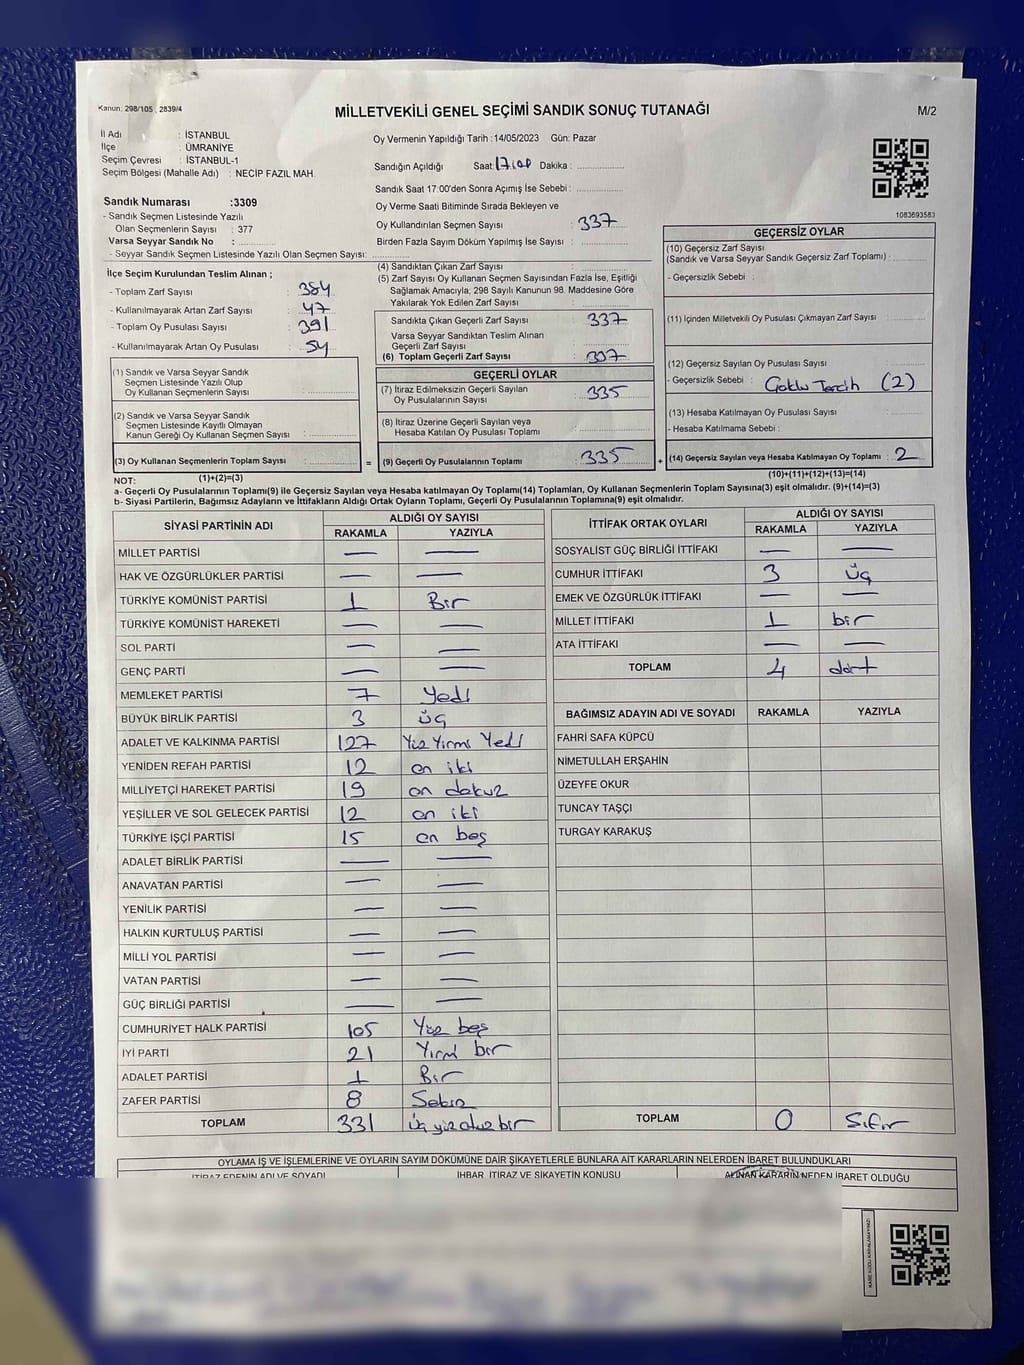 Kanun: 298/105 , 2839/4
MİLLETVEKİLİ GENEL SEÇİMİ SANDIK SONUÇ TUTANAĞI
M/2
İl Adı : İSTANBUL
İlçe : ÜMRANİYE
Seçim Çevresi : İSTANBUL-1
Seçim Bölgesi (Mahalle Adı) : NECİP FAZIL MAH.
Oy Vermenin Yapıldığı Tarih :14/05/2023 Gün: Pazar
Sandığın Açıldığı Saat: 17:00 Dakika :
Sandık Saat 17:00'den Sonra Açımış İse Sebebi :
Oy Verme Saati Bitiminde Sırada Bekleyen ve
Oy Kullandırılan Seçmen Sayısı : 337
Birden Fazla Sayım Döküm Yapılmış İse Sayısı :
Sandık Numarası :3309
- Sandık Seçmen Listesinde Yazılı
Olan Seçmenlerin Sayısı : 377
Varsa Seyyar Sandık No :
- Seyyar Sandık Seçmen Listesinde Yazılı Olan Seçmen Sayısı:
1083693583
İlçe Seçim Kurulundan Teslim Alınan ;
- Toplam Zarf Sayısı : 384
- Kullanılmayarak Artan Zarf Sayısı : 47
- Toplam Oy Pusulası Sayısı : 391
- Kullanılmayarak Artan Oy Pusulası : 54
(1) Sandık ve Varsa Seyyar Sandık
Seçmen Listesinde Yazılı Olup
Oy Kullanan Seçmenlerin Sayısı :
(2) Sandık ve Varsa Seyyar Sandık
Seçmen Listesinde Kayıtlı Olmayan
Kanun Gereği Oy Kullanan Seçmen Sayısı :
(3) Oy Kullanan Seçmenlerin Toplam Sayısı :
(1)+(2)=(3)
(4) Sandıktan Çıkan Zarf Sayısı :
(5) Zarf Sayısı Oy Kullanan Seçmen Sayısından Fazla İse, Eşitliği
Sağlamak Amacıyla, 298 Sayılı Kanunun 98. Maddesine Göre
Yakılarak Yok Edilen Zarf Sayısı :
Sandıkta Çıkan Geçerli Zarf Sayısı : 337
Varsa Seyyar Sandıktan Teslim Alınan
Geçerli Zarf Sayısı :
(6) Toplam Geçerli Zarf Sayısı : 337
GEÇERLİ OYLAR
(7) İtiraz Edilmeksizin Geçerli Sayılan
Oy Pusulalarının Sayısı : 335
(8) İtiraz Üzerine Geçerli Sayılan veya
Hesaba Katılan Oy Pusulası Toplamı :
= (9) Geçerli Oy Pusulalarının Toplamı : 335
GEÇERSİZ OYLAR
(10) Geçersiz Zarf Sayısı
(Sandık ve Varsa Seyyar Sandık Geçersiz Zarf Toplamı) :
- Geçersizlik Sebebi :
(11) İçinden Milletvekili Oy Pusulası Çıkmayan Zarf Sayısı :
(12) Geçersiz Sayılan Oy Pusulası Sayısı :
- Geçersizlik Sebebi : Çoklu Tercih (2)
(13) Hesaba Katılmayan Oy Pusulası Sayısı :
- Hesaba Katılmama Sebebi :
+ (14) Geçersiz Sayılan veya Hesaba Katılmayan Oy Toplamı : 2
(10)+(11)+(12)+(13)=(14)
NOT:
a- Geçerli Oy Pusulalarının Toplamı(9) ile Geçersiz Sayılan veya Hesaba katılmayan Oy Toplamı(14) Toplamları, Oy Kullanan Seçmenlerin Toplam Sayısına(3) eşit olmalıdır. (9)+(14)=(3)
b- Siyasi Partilerin, Bağımsız Adayların ve İttifakların Aldığı Oyların Toplamı, Geçerli Oy Pusulalarının Toplamına(9) eşit olmalıdır.
SİYASİ PARTİNİN ADI ALDIĞI OY SAYISI
RAKAMLA YAZIYLA
MİLLET PARTİSİ — —
HAK VE ÖZGÜRLÜKLER PARTİSİ — —
TÜRKİYE KOMÜNİST PARTİSİ 1 Bir
TÜRKİYE KOMÜNİST HAREKETİ — —
SOL PARTİ — —
GENÇ PARTİ — —
MEMLEKET PARTİSİ 7 Yedi
BÜYÜK BİRLİK PARTİSİ 3 üç
ADALET VE KALKINMA PARTİSİ 127 Yüz Yirmi Yedi
YENİDEN REFAH PARTİSİ 12 on iki
MİLLİYETÇİ HAREKET PARTİSİ 19 on dokuz
YEŞİLLER VE SOL GELECEK PARTİSİ 12 on iki
TÜRKİYE İŞÇİ PARTİSİ 15 on beş
ADALET BİRLİK PARTİSİ — —
ANAVATAN PARTİSİ — —
YENİLİK PARTİSİ — —
HALKIN KURTULUŞ PARTİSİ — —
MİLLİ YOL PARTİSİ — —
VATAN PARTİSİ — —
GÜÇ BİRLİĞİ PARTİSİ — —
CUMHURİYET HALK PARTİSİ 105 Yüz beş
İYİ PARTİ 21 Yirmi bir
ADALET PARTİSİ 1 Bir
ZAFER PARTİSİ 8 Sekiz
TOPLAM 331 üç yüz otuz bir
İTTİFAK ORTAK OYLARI ALDIĞI OY SAYISI
RAKAMLA YAZIYLA
SOSYALİST GÜÇ BİRLİĞİ İTTİFAKI — —
CUMHUR İTTİFAKI 3 üç
EMEK VE ÖZGÜRLÜK İTTİFAKI — —
MİLLET İTTİFAKI 1 bir
ATA İTTİFAKI — —
TOPLAM 4 dört
BAĞIMSIZ ADAYIN ADI VE SOYADI RAKAMLA YAZIYLA
FAHRİ SAFA KÜPCÜ
NİMETULLAH ERŞAHİN
ÜZEYFE OKUR
TUNCAY TAŞÇI
TURGAY KARAKUŞ
TOPLAM 0 Sıfır
OYLAMA İŞ VE İŞLEMLERİNE VE OYLARIN SAYIM DÖKÜMÜNE DAİR ŞİKAYETLERLE BUNLARA AİT KARARLARIN NELERDEN İBARET BULUNDUKLARI
İTİRAZ EDENİN ADI VE SOYADI İHBAR, İTİRAZ VE ŞİKAYETİN KONUSU ALINAN KARARIN NEDEN İBARET OLDUĞU